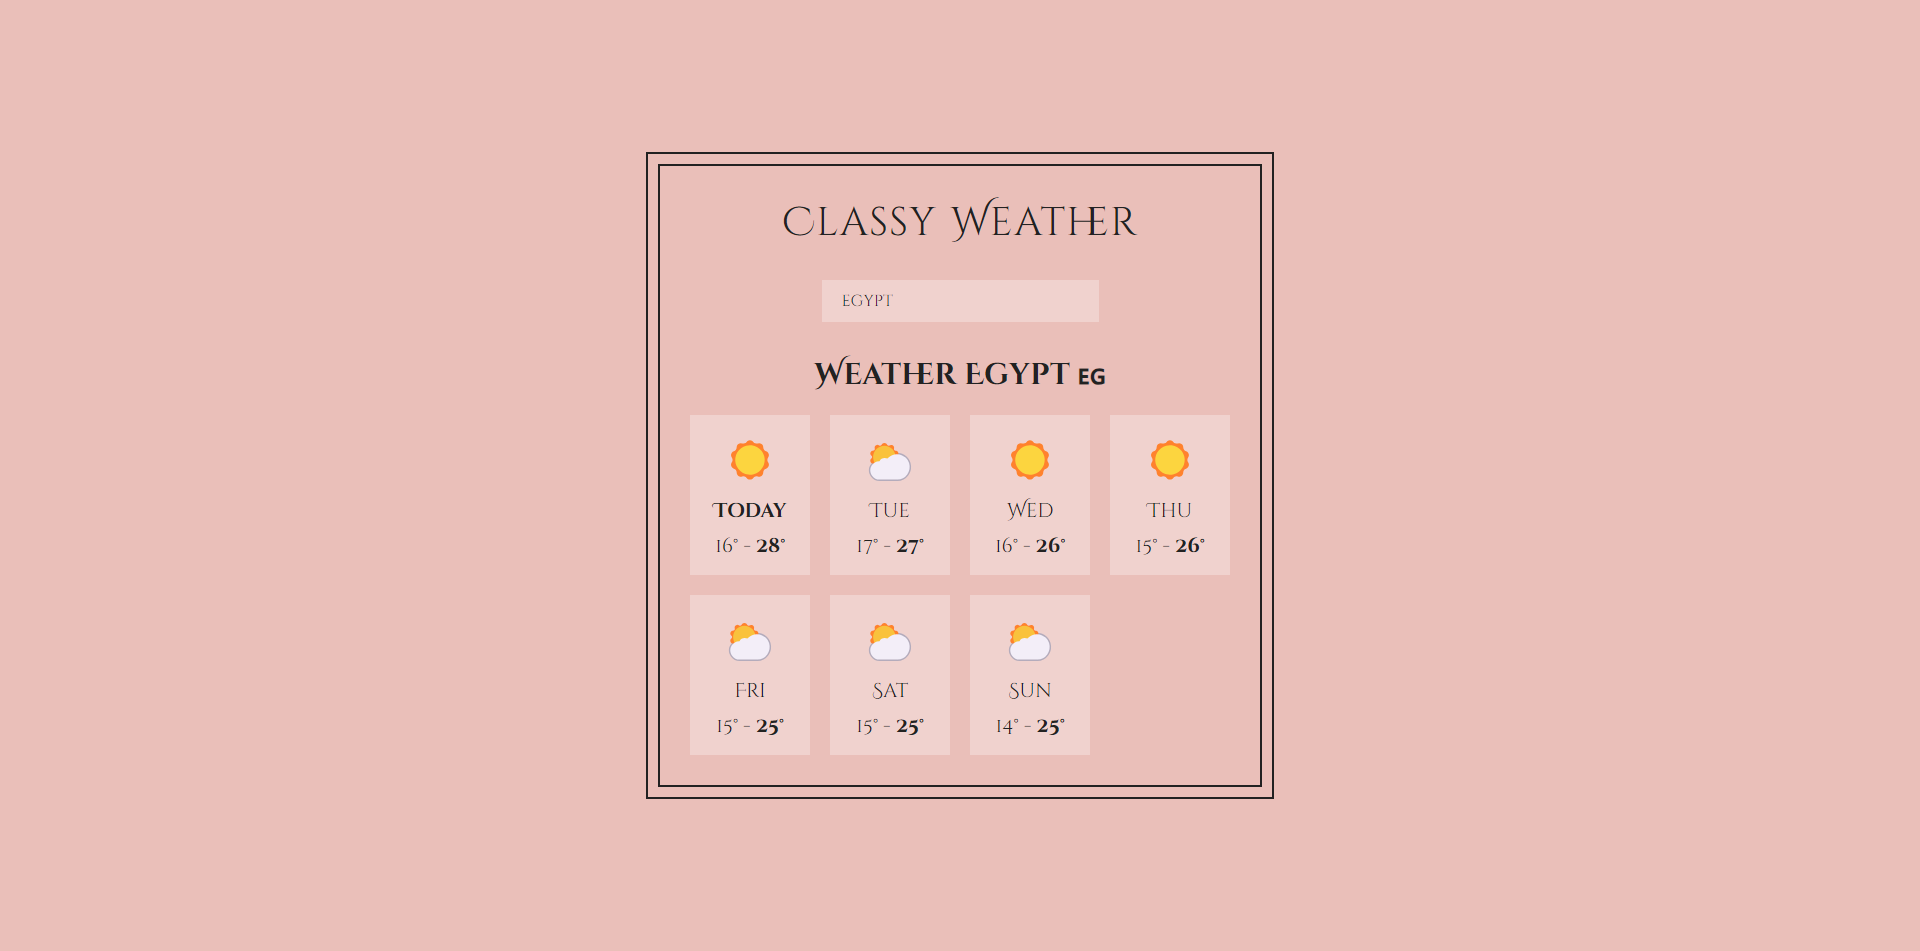 Classy Weather
EGYPT
Weather Egypt EG
Today Tue Wed Thu
16° - 28° 17° - 27° 16° - 26° 15° - 26°
Fri Sat Sun
15° - 25° 15° - 25° 14° - 25°